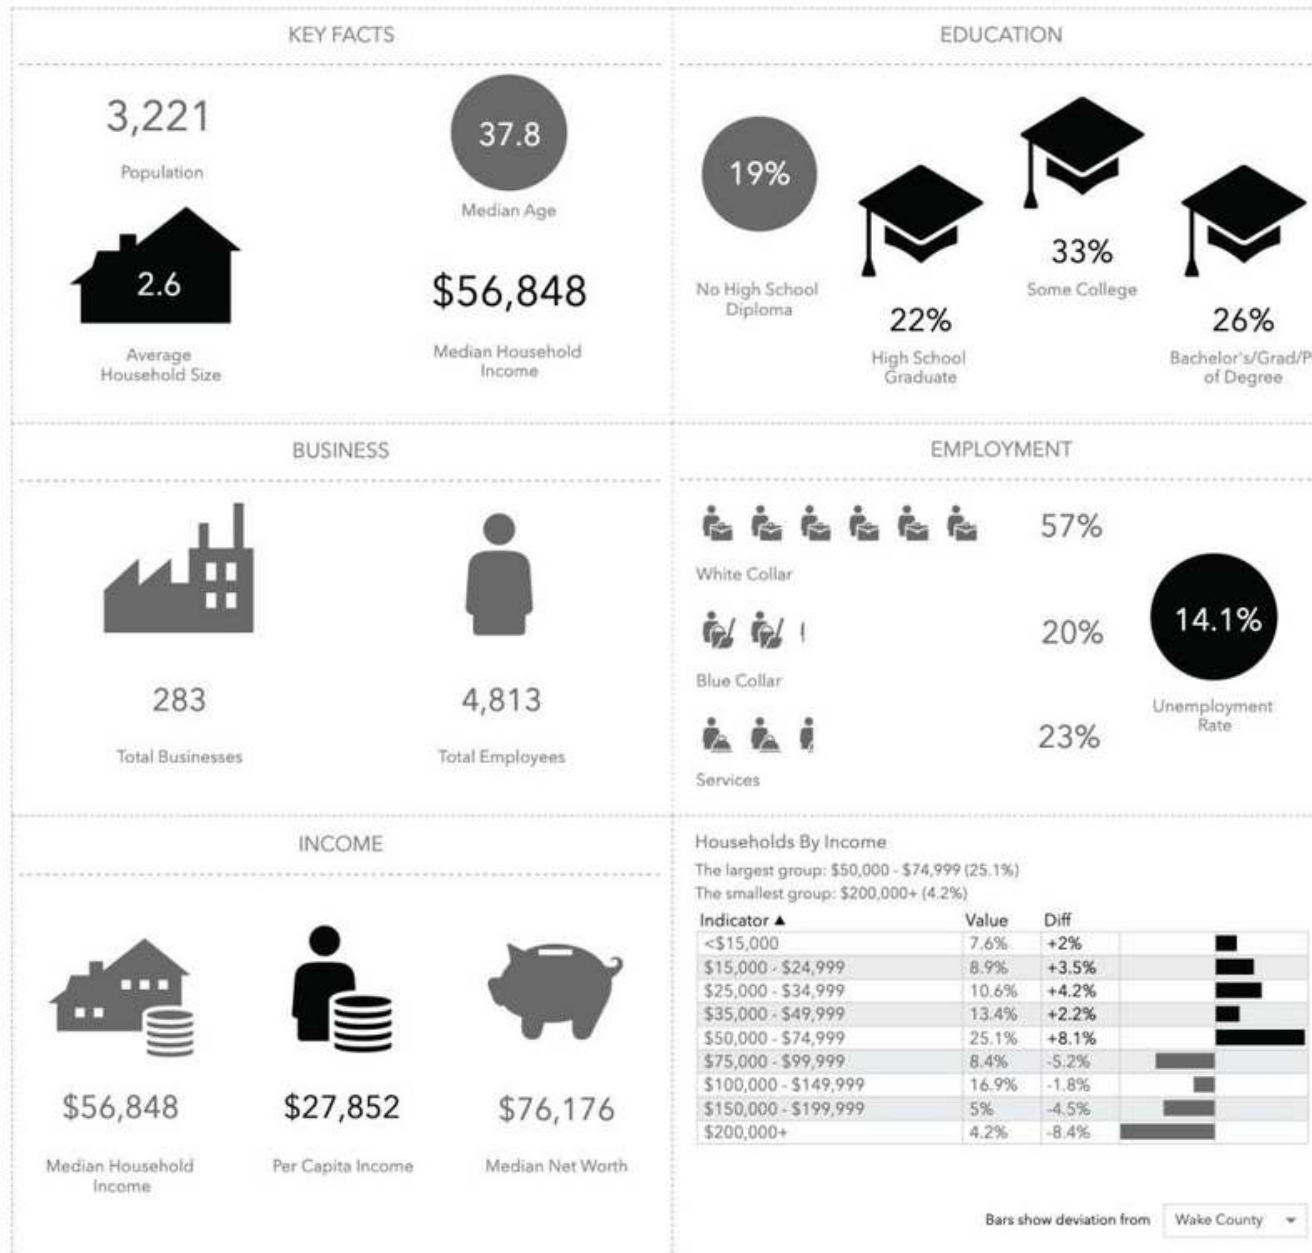 KEY FACTS
3,221
Population
37.8
Median Age
2.6
Average
Household Size
$56,848
Median Household
Income
EDUCATION
19%
No High School
Diploma
22%
High School
Graduate
33%
Some College
26%
Bachelor's/Grad/P
of Degree
BUSINESS
283
Total Businesses
4,813
Total Employees
EMPLOYMENT
57%
White Collar
20%
Blue Collar
23%
Services
14.1%
Unemployment
Rate
INCOME
$56,848
Median Household
Income
$27,852
Per Capita Income
$76,176
Median Net Worth
Households By Income
The largest group: $50,000 - $74,999 (25.1%)
The smallest group: $200,000+ (4.2%)
Indicator ▲ Value Diff
<$15,000 7.6% +2%
$15,000 - $24,999 8.9% +3.5%
$25,000 - $34,999 10.6% +4.2%
$35,000 - $49,999 13.4% +2.2%
$50,000 - $74,999 25.1% +8.1%
$75,000 - $99,999 8.4% -5.2%
$100,000 - $149,999 16.9% -1.8%
$150,000 - $199,999 5% -4.5%
$200,000+ 4.2% -8.4%
Bars show deviation from Wake County